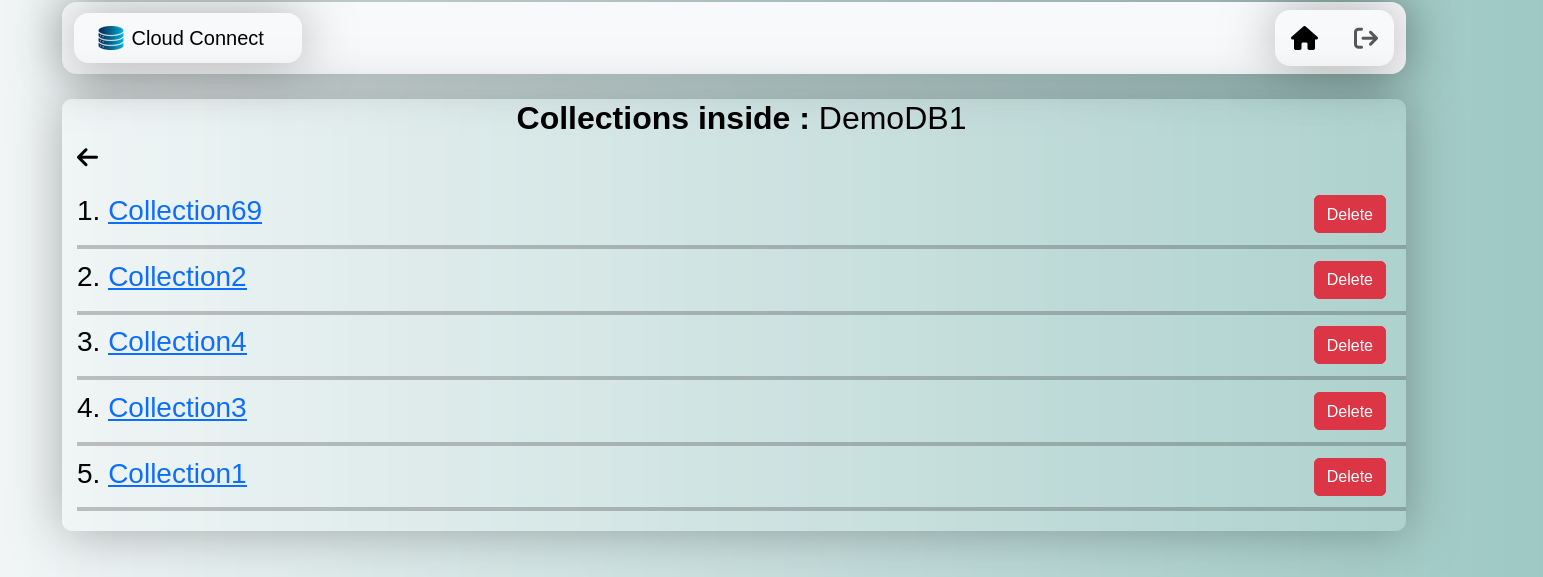 Cloud Connect
Collections inside : DemoDB1
1. Collection69 Delete
2. Collection2 Delete
3. Collection4 Delete
4. Collection3 Delete
5. Collection1 Delete